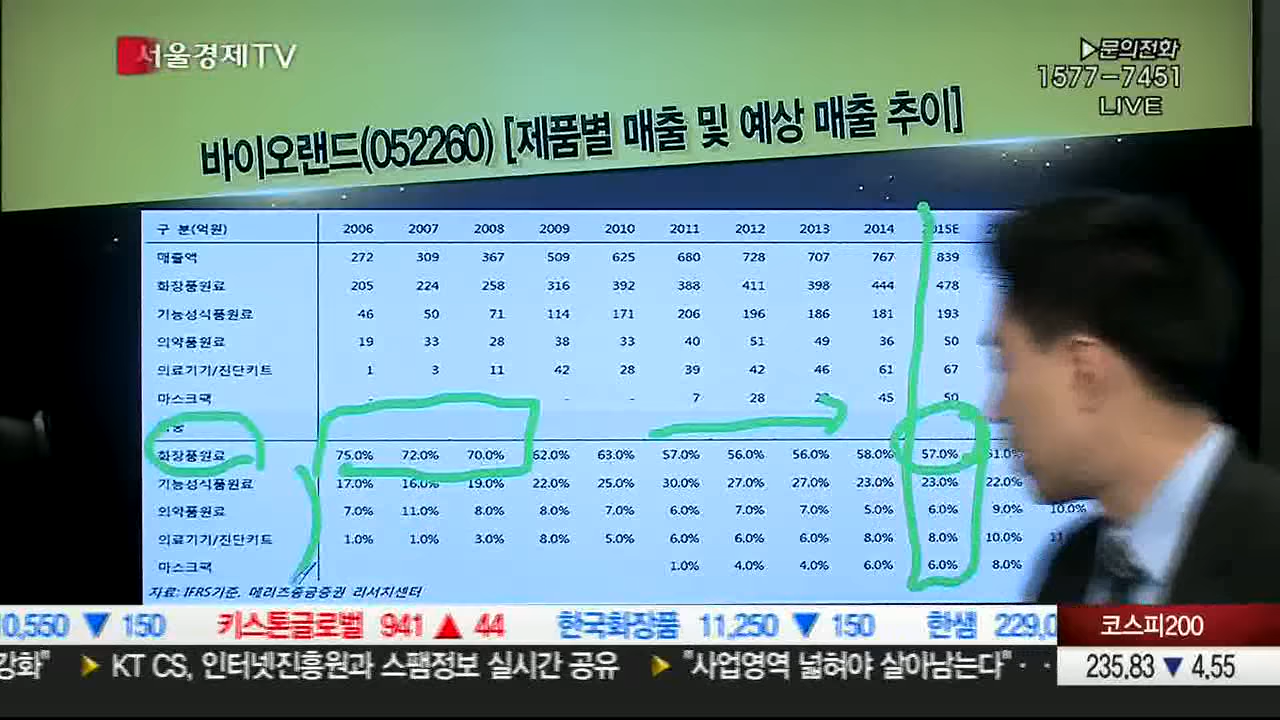 서울경제TV
▶문의전화
1577-7451
LIVE
바이오랜드(052260) [제품별 매출 및 예상 매출 추이]
구 분(억원) 2006 2007 2008 2009 2010 2011 2012 2013 2014 2015E
매출액 272 309 367 509 625 680 728 707 767 839
화장품원료 205 224 258 316 392 388 411 398 444 478
기능성식품원료 46 50 71 114 171 206 196 186 181 193
의약품원료 19 33 28 38 33 40 51 49 36 50
의료기기/진단키트 1 3 11 42 28 39 42 46 61 67
마스크팩 - - - 7 28 45 50
화장품원료 75.0% 72.0% 70.0% 62.0% 63.0% 57.0% 56.0% 56.0% 58.0% 57.0% 51.0%
기능성식품원료 17.0% 16.0% 19.0% 22.0% 25.0% 30.0% 27.0% 27.0% 23.0% 23.0% 22.0%
의약품원료 7.0% 11.0% 8.0% 8.0% 7.0% 6.0% 7.0% 7.0% 5.0% 6.0% 9.0% 10.0%
의료기기/진단키트 1.0% 1.0% 3.0% 8.0% 5.0% 6.0% 6.0% 6.0% 8.0% 8.0% 10.0%
마스크팩 1.0% 4.0% 4.0% 6.0% 6.0% 8.0%
자료: IFRS기준, 메리츠종금증권 리서치센터
0,550 ▼ 150 키스톤글로벌 941 ▲ 44 한국화장품 11,250 ▼ 150 한샘 229,0
코스피200
강화" ▶ KT CS, 인터넷진흥원과 스팸정보 실시간 공유 ▶ "사업영역 넓혀야 살아남는다"··
235.83 ▼ 4.55